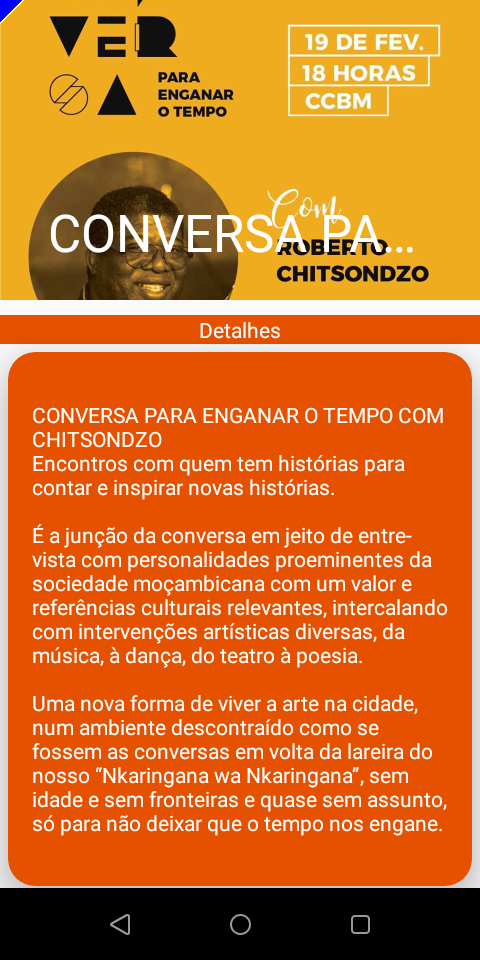 VÉR
SA
PARA
ENGANAR
O TEMPO
19 DE FEV.
18 HORAS
CCBM
Com
ROBERTO
CHITSONDZO
CONVERSA PA...
Detalhes
CONVERSA PARA ENGANAR O TEMPO COM
CHITSONDZO
Encontros com quem tem histórias para
contar e inspirar novas histórias.
É a junção da conversa em jeito de entre-
vista com personalidades proeminentes da
sociedade moçambicana com um valor e
referências culturais relevantes, intercalando
com intervenções artísticas diversas, da
música, à dança, do teatro à poesia.
Uma nova forma de viver a arte na cidade,
num ambiente descontraído como se
fossem as conversas em volta da lareira do
nosso “Nkaringana wa Nkaringana”, sem
idade e sem fronteiras e quase sem assunto,
só para não deixar que o tempo nos engane.